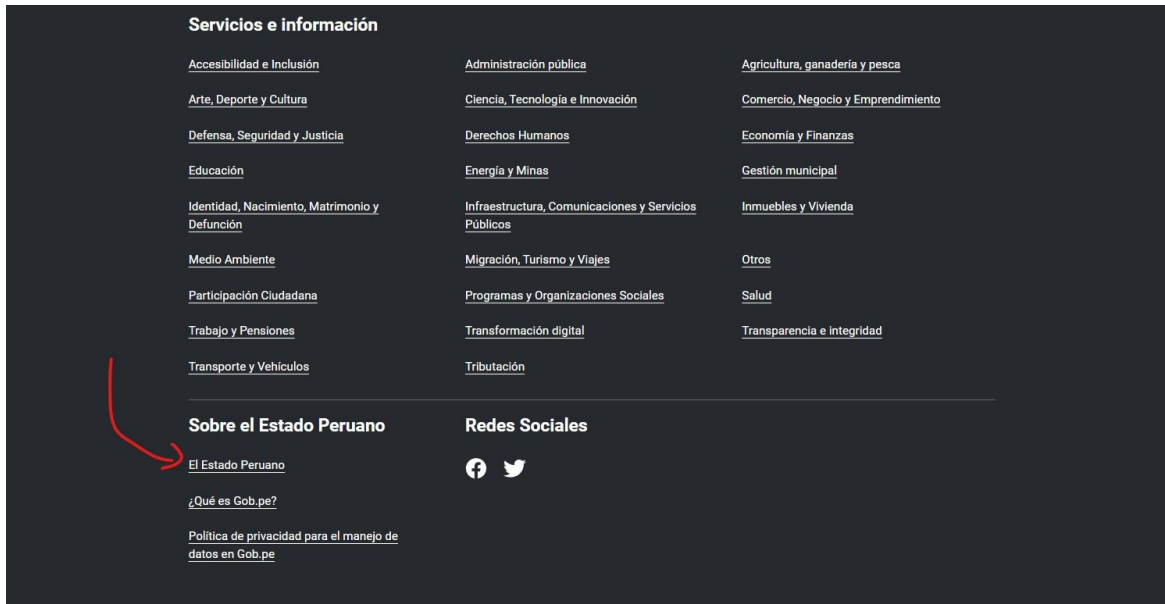 Servicios e información
Accesibilidad e Inclusión
Administración pública
Agricultura, ganadería y pesca
Arte, Deporte y Cultura
Ciencia, Tecnología e Innovación
Comercio, Negocio y Emprendimiento
Defensa, Seguridad y Justicia
Derechos Humanos
Economía y Finanzas
Educación
Energía y Minas
Gestión municipal
Identidad, Nacimiento, Matrimonio y
Defunción
Infraestructura, Comunicaciones y Servicios
Públicos
Inmuebles y Vivienda
Medio Ambiente
Migración, Turismo y Viajes
Otros
Participación Ciudadana
Programas y Organizaciones Sociales
Salud
Trabajo y Pensiones
Transformación digital
Transparencia e integridad
Transporte y Vehículos
Tributación
Sobre el Estado Peruano
El Estado Peruano
¿Qué es Gob.pe?
Política de privacidad para el manejo de
datos en Gob.pe
Redes Sociales